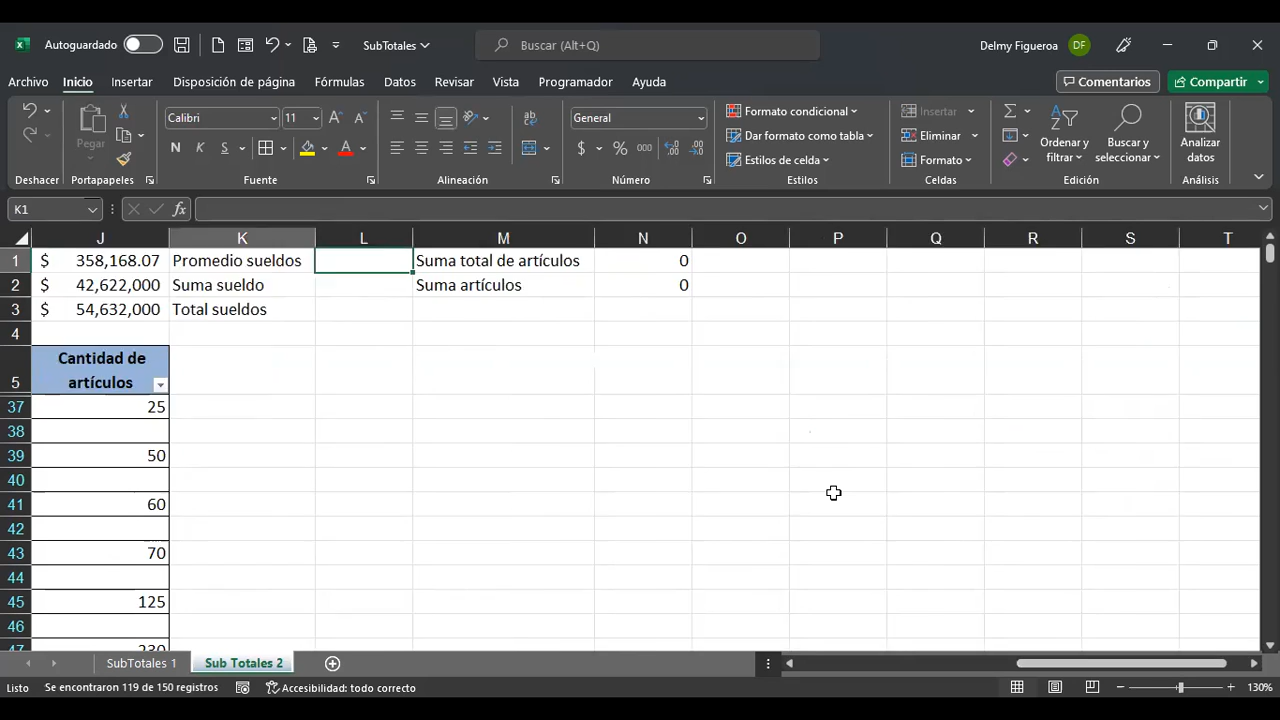 Autoguardado
SubTotales
Buscar (Alt+Q)
Delmy Figueroa
DF
Archivo Inicio Insertar Disposición de página Fórmulas Datos Revisar Vista Programador Ayuda
Comentarios
Compartir
Pegar
Calibri
11
N K S
A
General
$ % 000
Formato condicional
Dar formato como tabla
Estilos de celda
Insertar
Eliminar
Formato
Ordenar y filtrar
Buscar y seleccionar
Analizar datos
Deshacer Portapapeles Fuente Alineación Número Estilos Celdas Edición Análisis
K1
fx
J K L M N O P Q R S T
1 $ 358,168.07 Promedio sueldos Suma total de artículos 0
2 $ 42,622,000 Suma sueldo Suma artículos 0
3 $ 54,632,000 Total sueldos
4
5 Cantidad de artículos
37 25
38
39 50
40
41 60
42
43 70
44
45 125
46
47 230
SubTotales 1 Sub Totales 2
Listo Se encontraron 119 de 150 registros Accesibilidad: todo correcto 130%